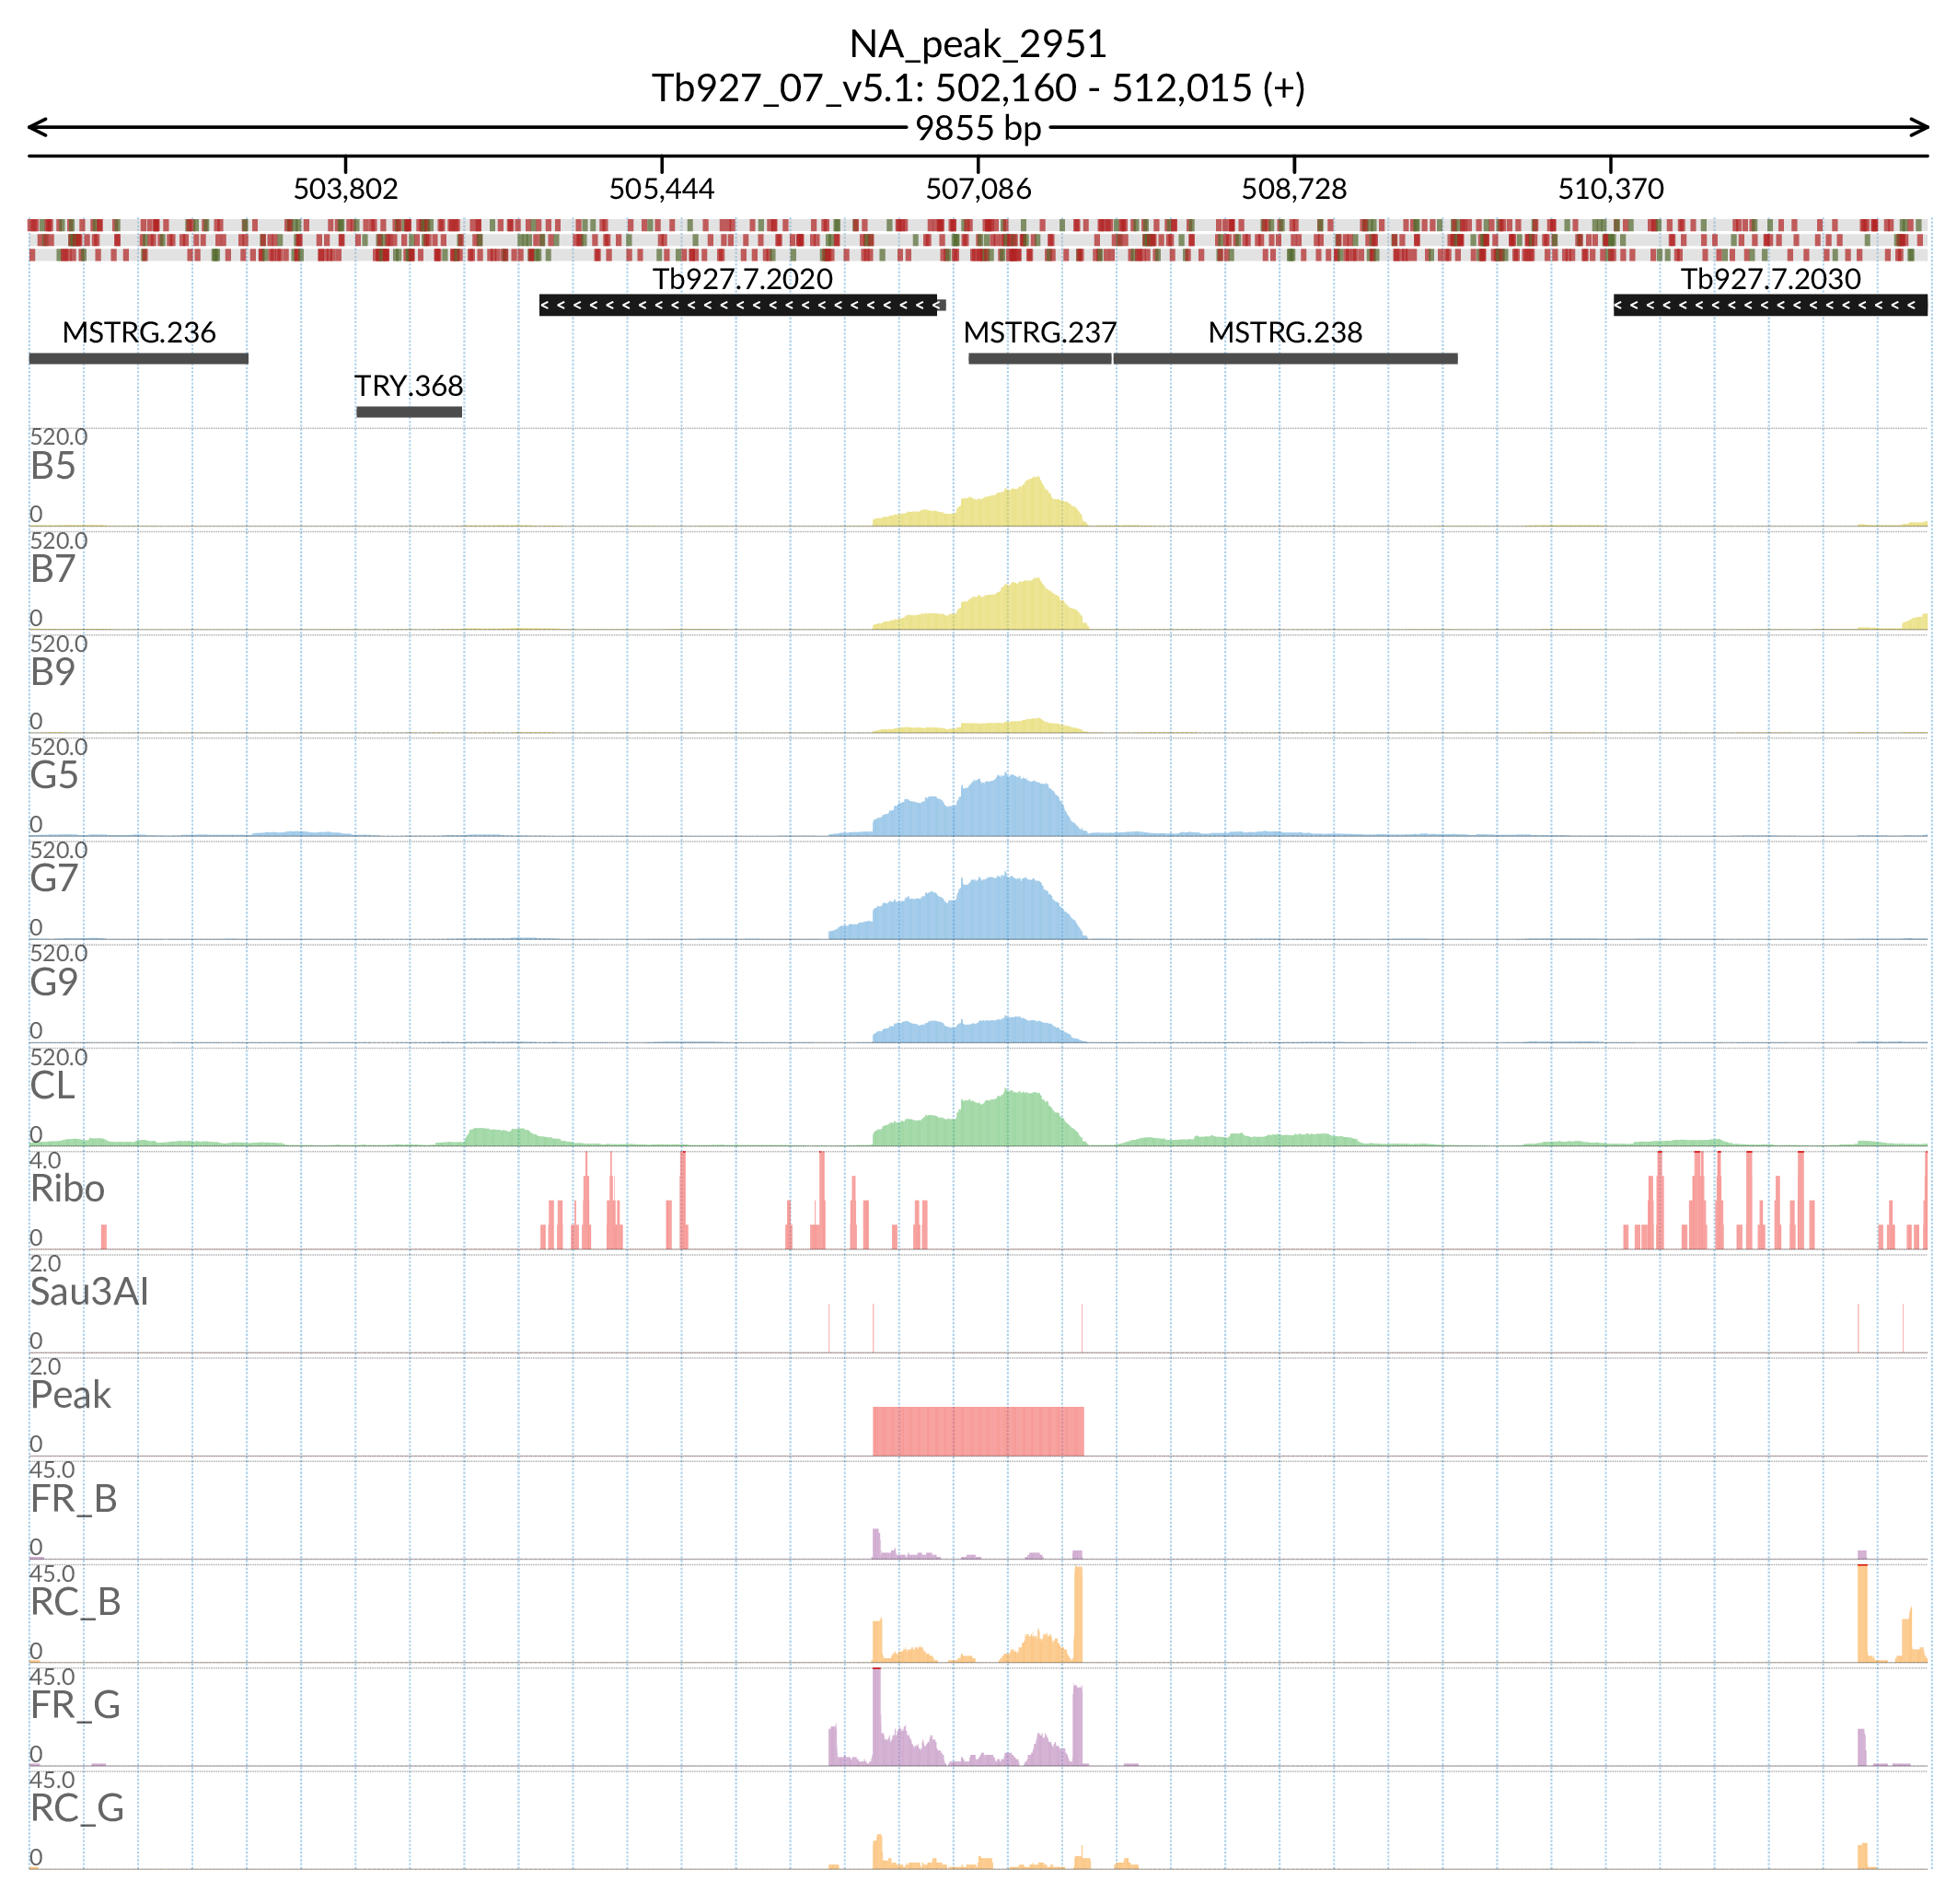 NA_peak_2951
Tb927_07_v5.1: 502,160 - 512,015 (+)
9855 bp
503,802 505,444 507,086 508,728 510,370
Tb927.7.2020 Tb927.7.2030
MSTRG.236 MSTRG.237 MSTRG.238
TRY.368
520.0
B5
0
520.0
B7
0
520.0
B9
0
520.0
G5
0
520.0
G7
0
520.0
G9
0
520.0
CL
0
4.0
Ribo
0
2.0
Sau3AI
0
2.0
Peak
0
45.0
FR_B
0
45.0
RC_B
0
45.0
FR_G
0
45.0
RC_G
0